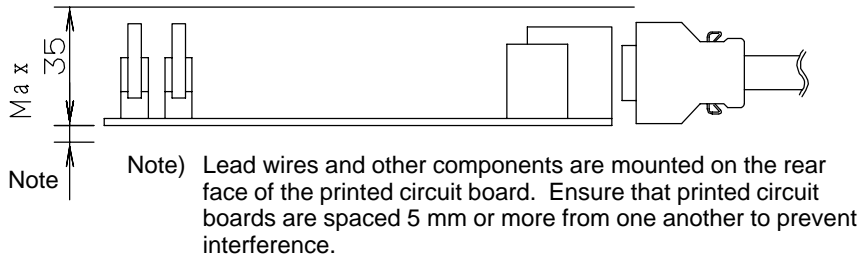 Max 35
Note
Note) Lead wires and other components are mounted on the rear
face of the printed circuit board. Ensure that printed circuit
boards are spaced 5 mm or more from one another to prevent
interference.